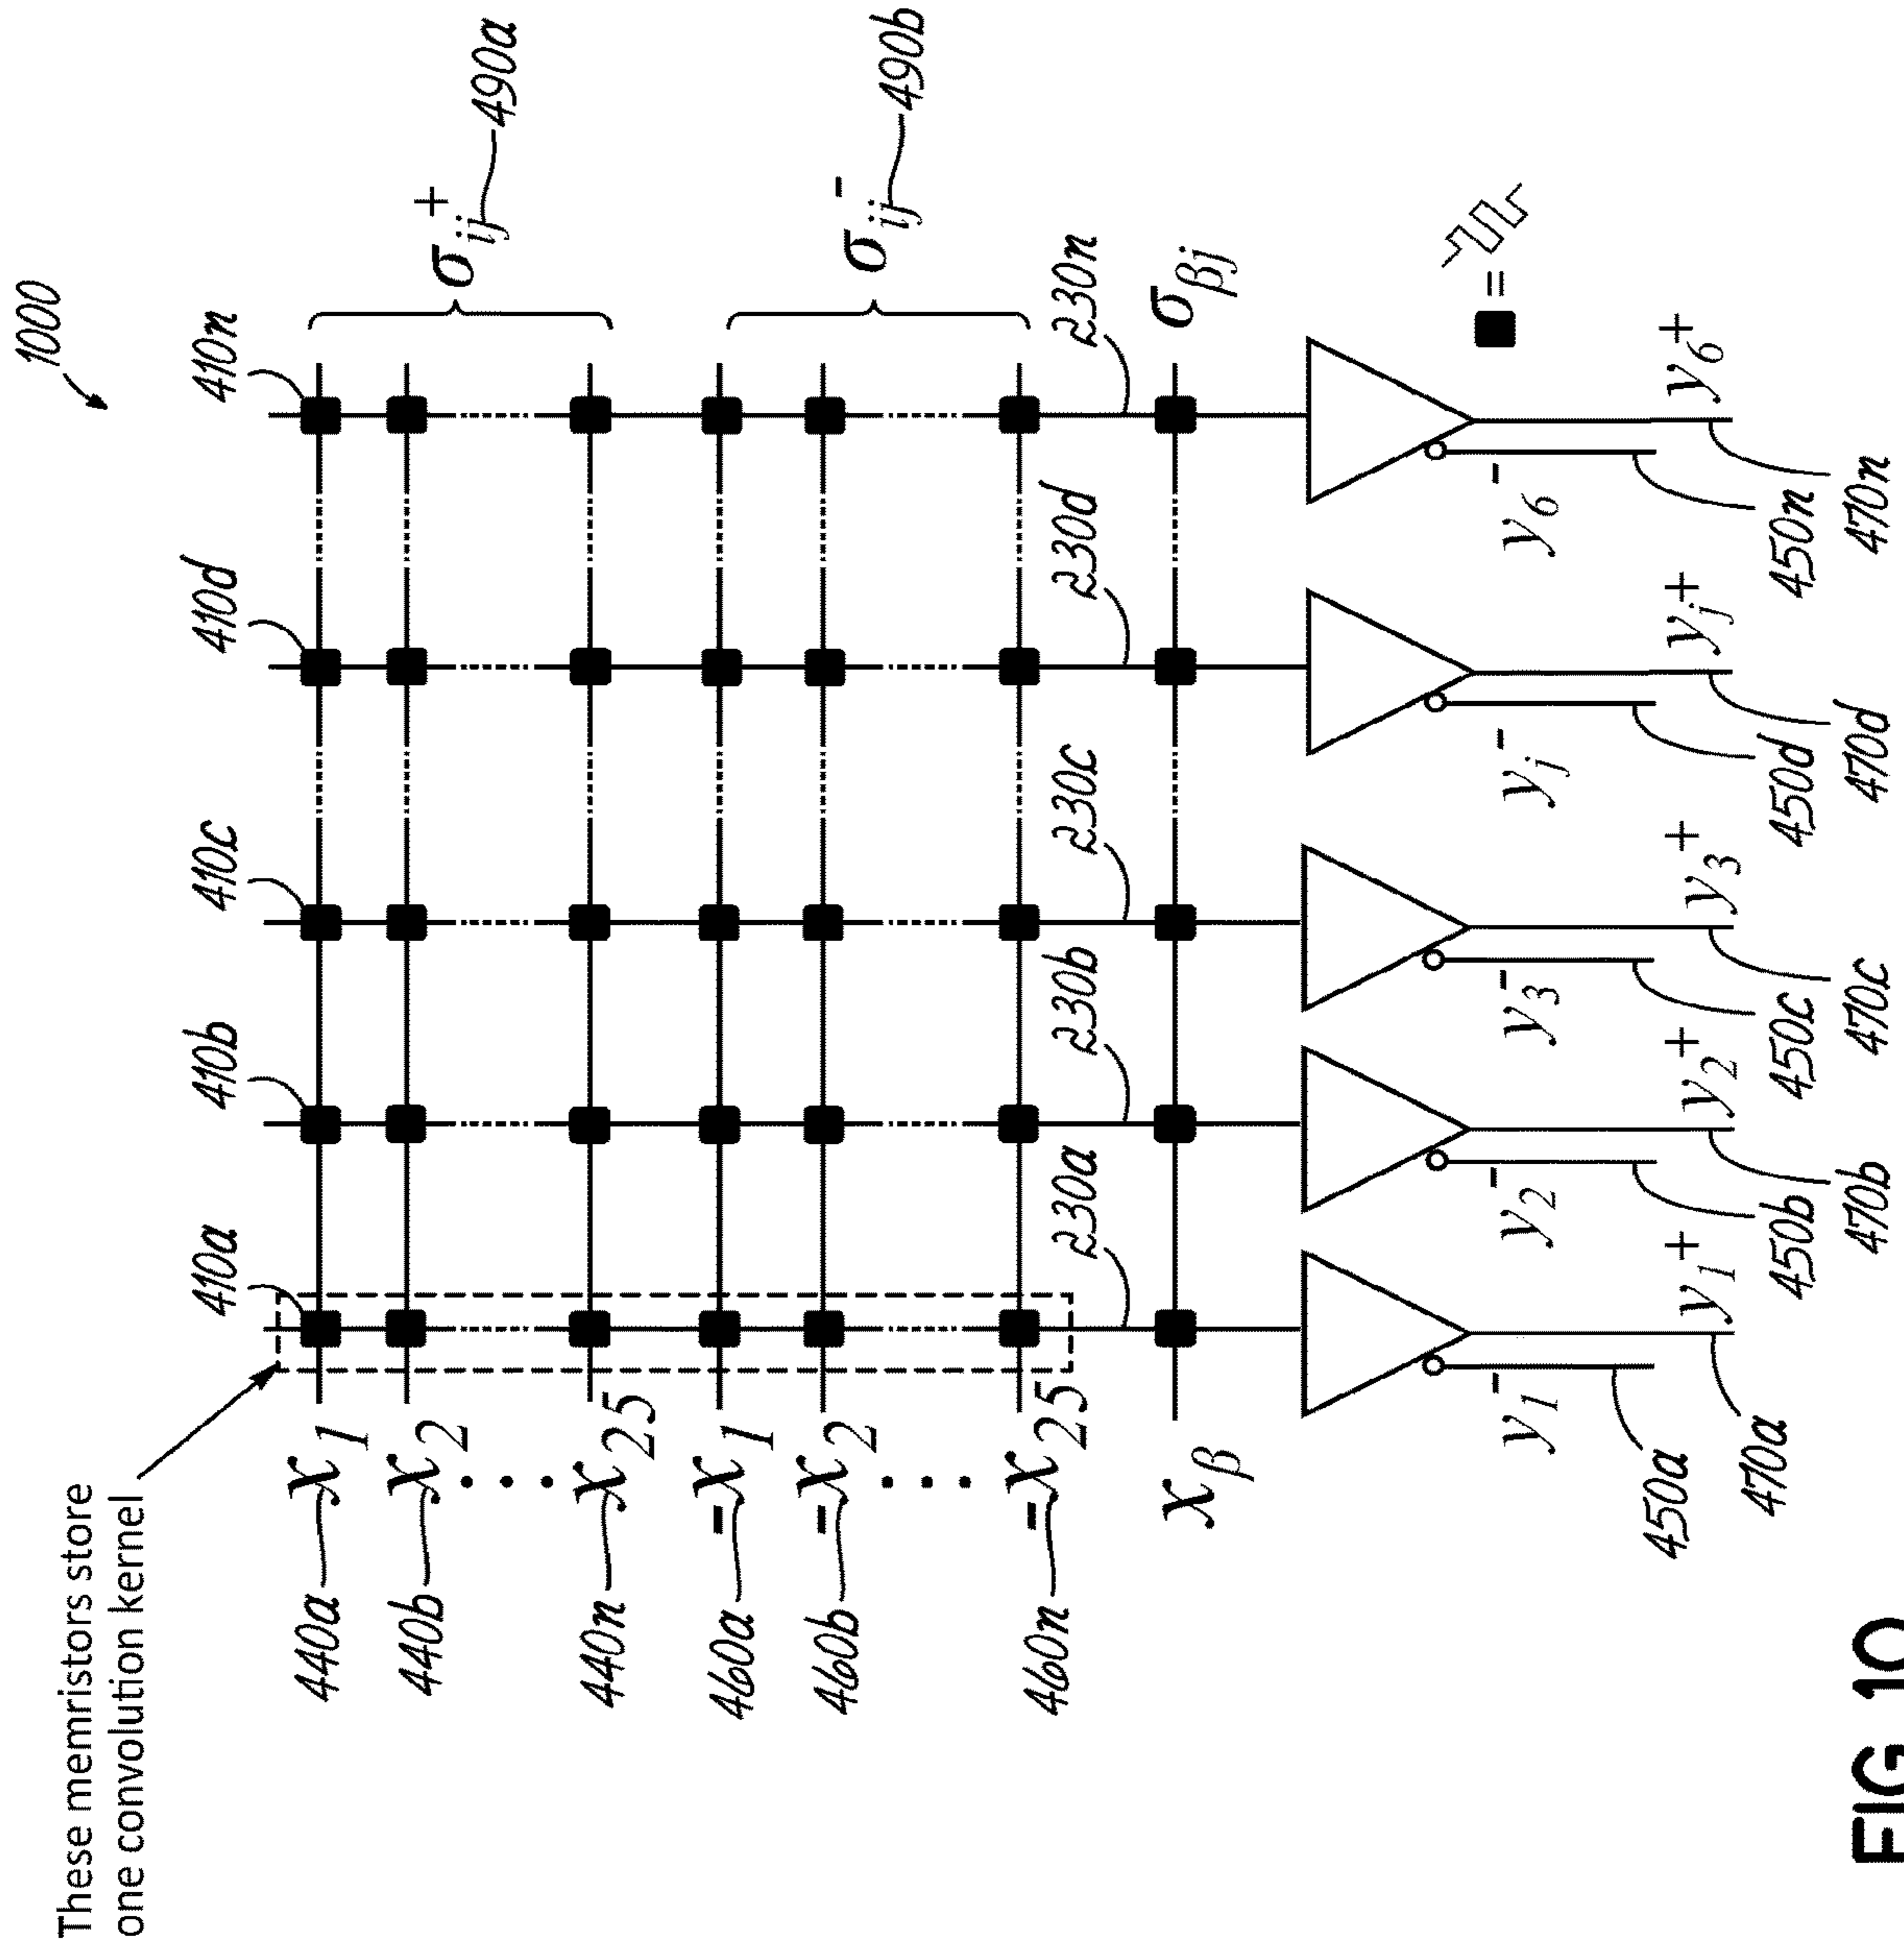 1000
These memristors store
one convolution kernel
410a 410b 410c 410d 410n
440a x₁
440b x₂
440n x₂₅
σᵢⱼ⁺ 490a
460a -x₁
460b -x₂
460n -x₂₅
σᵢⱼ⁻ 490b
230a 230b 230c 230d 230n
x_β σ_βj
=
y₁⁻ y₂⁻ y₃⁻ yⱼ⁻ y₆⁻
y₁⁺ y₂⁺ y₃⁺ yⱼ⁺ y₆⁺
450a 450b 450c 450d 450n
470a 470b 470c 470d 470n
FIG. 10